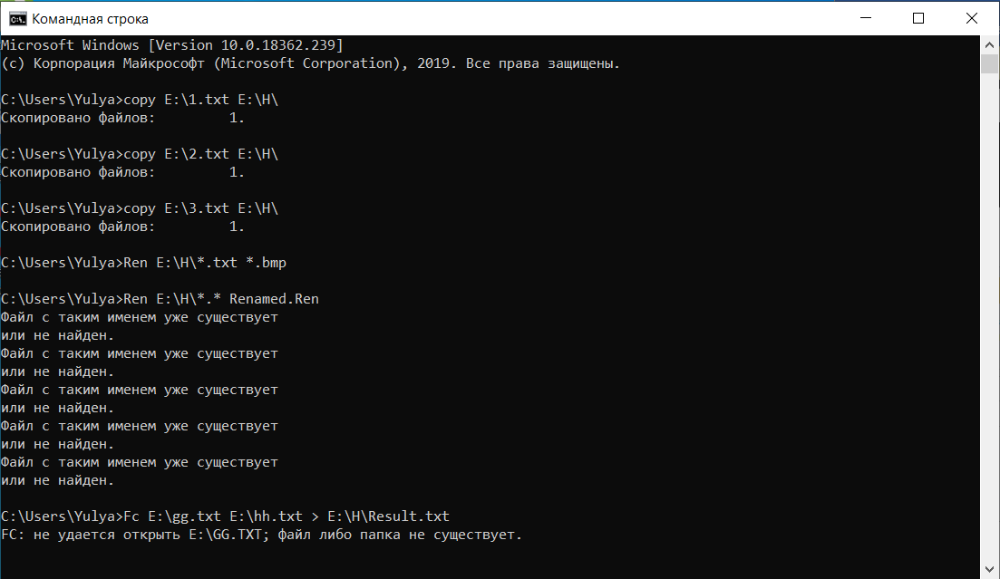 Командная строка
Microsoft Windows [Version 10.0.18362.239]
(c) Корпорация Майкрософт (Microsoft Corporation), 2019. Все права защищены.
C:\Users\Yulya>copy E:\1.txt E:\H\
Скопировано файлов:         1.
C:\Users\Yulya>copy E:\2.txt E:\H\
Скопировано файлов:         1.
C:\Users\Yulya>copy E:\3.txt E:\H\
Скопировано файлов:         1.
C:\Users\Yulya>Ren E:\H\*.txt *.bmp
C:\Users\Yulya>Ren E:\H\*.* Renamed.Ren
Файл с таким именем уже существует
или не найден.
Файл с таким именем уже существует
или не найден.
Файл с таким именем уже существует
или не найден.
Файл с таким именем уже существует
или не найден.
Файл с таким именем уже существует
или не найден.
C:\Users\Yulya>Fc E:\gg.txt E:\hh.txt > E:\H\Result.txt
FC: не удается открыть E:\GG.TXT; файл либо папка не существует.